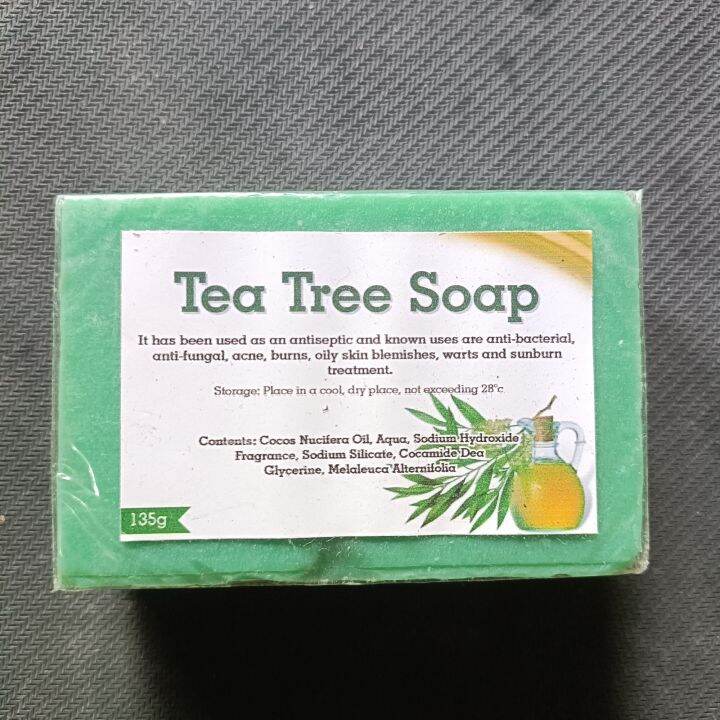 Tea Tree Soap
It has been used as an antiseptic and known uses are anti-bacterial,
anti-fungal, acne, burns, oily skin blemishes, warts and sunburn
treatment.
Storage: Place in a cool, dry place, not exceeding 28°c
Contents: Cocos Nucifera Oil, Aqua, Sodium Hydroxide
Fragrance, Sodium Silicate, Cocamide Dea
Glycerine, Melaleuca Alternifolia
135g